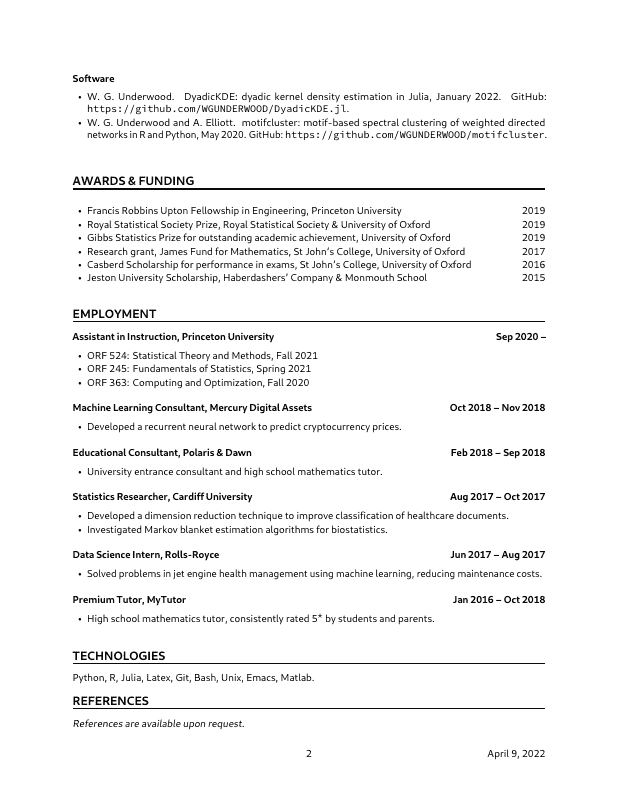 Software
• W. G. Underwood. DyadicKDE: dyadic kernel density estimation in Julia, January 2022. GitHub:
https://github.com/WGUNDERWOOD/DyadicKDE.jl.
• W. G. Underwood and A. Elliott. motifcluster: motif-based spectral clustering of weighted directed
networks in R and Python, May 2020. GitHub: https://github.com/WGUNDERWOOD/motifcluster.
AWARDS & FUNDING
• Francis Robbins Upton Fellowship in Engineering, Princeton University 2019
• Royal Statistical Society Prize, Royal Statistical Society & University of Oxford 2019
• Gibbs Statistics Prize for outstanding academic achievement, University of Oxford 2019
• Research grant, James Fund for Mathematics, St John's College, University of Oxford 2017
• Casberd Scholarship for performance in exams, St John's College, University of Oxford 2016
• Jeston University Scholarship, Haberdashers' Company & Monmouth School 2015
EMPLOYMENT
Assistant in Instruction, Princeton University Sep 2020 –
• ORF 524: Statistical Theory and Methods, Fall 2021
• ORF 245: Fundamentals of Statistics, Spring 2021
• ORF 363: Computing and Optimization, Fall 2020
Machine Learning Consultant, Mercury Digital Assets Oct 2018 – Nov 2018
• Developed a recurrent neural network to predict cryptocurrency prices.
Educational Consultant, Polaris & Dawn Feb 2018 – Sep 2018
• University entrance consultant and high school mathematics tutor.
Statistics Researcher, Cardiff University Aug 2017 – Oct 2017
• Developed a dimension reduction technique to improve classification of healthcare documents.
• Investigated Markov blanket estimation algorithms for biostatistics.
Data Science Intern, Rolls-Royce Jun 2017 – Aug 2017
• Solved problems in jet engine health management using machine learning, reducing maintenance costs.
Premium Tutor, MyTutor Jan 2016 – Oct 2018
• High school mathematics tutor, consistently rated 5* by students and parents.
TECHNOLOGIES
Python, R, Julia, Latex, Git, Bash, Unix, Emacs, Matlab.
REFERENCES
References are available upon request.
2 April 9, 2022